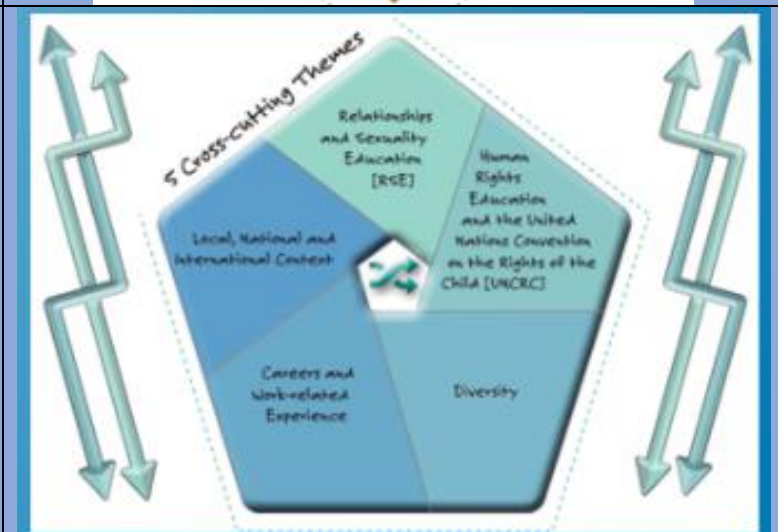 5 Cross-cutting Themes
Relationships
and Sexuality
Education
[RSE]
Human
Rights
Education
and the United
Nations Convention
on the Rights of the
Child [UNCRC]
Local, National and
International Context
Careers and
Work-related
Experience
Diversity